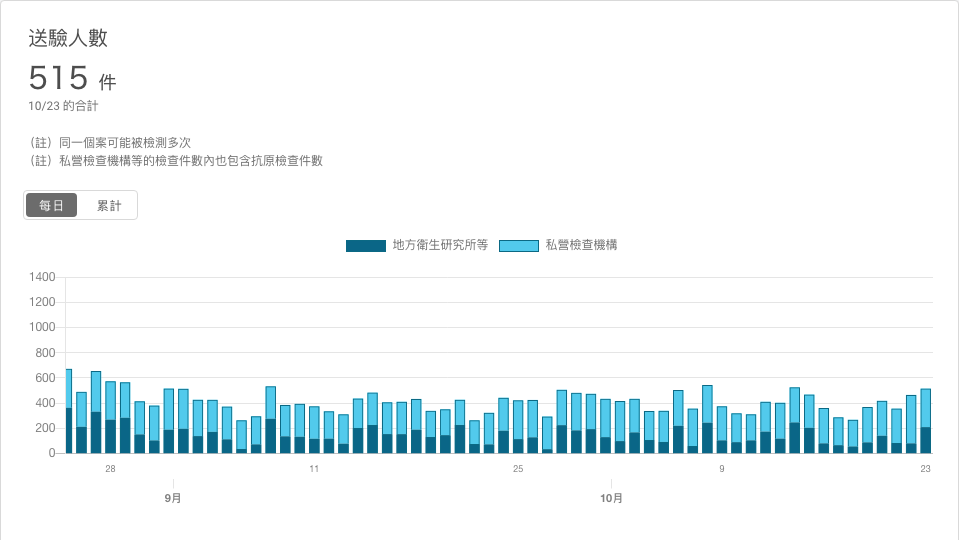 送驗人數
515 件
10/23 的合計
（註）同一個案可能被檢測多次
（註）私營檢查機構等的檢查件數內也包含抗原檢查件數
每日 累計
地方衛生研究所等 私營檢查機構
1400
1200
1000
800
600
400
200
0
28 11 25 9 23
9月 10月